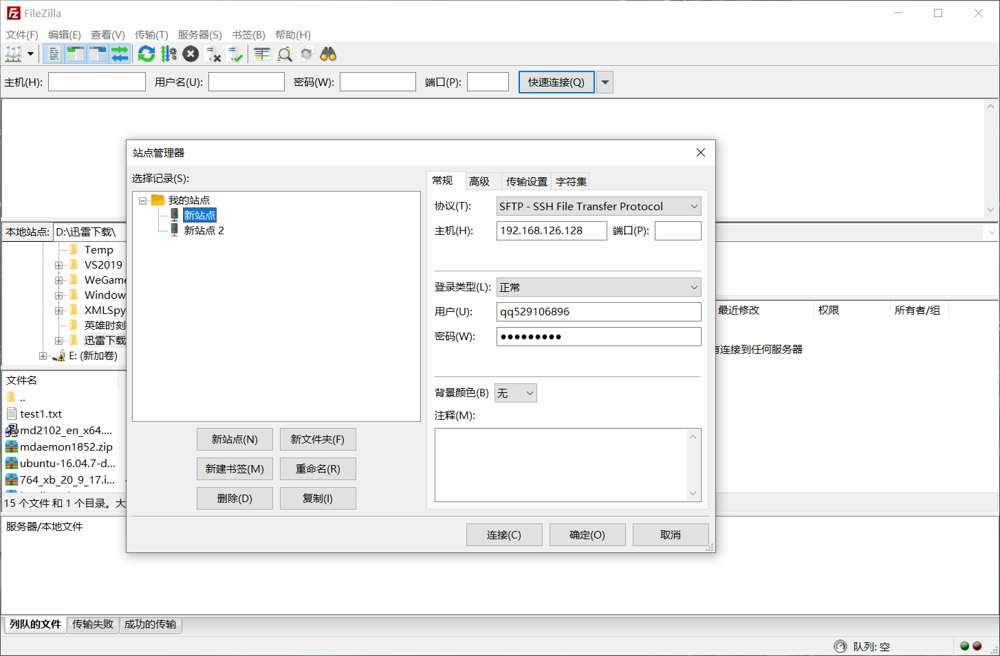 FileZilla
文件(F) 编辑(E) 查看(V) 传输(T) 服务器(S) 书签(B) 帮助(H)
主机(H): 用户名(U): 密码(W): 端口(P): 快速连接(Q)
站点管理器
选择记录(S):
我的站点
新站点
新站点 2
新站点(N) 新文件夹(F)
新建书签(M) 重命名(R)
删除(D) 复制(I)
常规 高级 传输设置 字符集
协议(T): SFTP - SSH File Transfer Protocol
主机(H): 192.168.126.128 端口(P):
登录类型(L): 正常
用户(U): qq529106896
密码(W): ●●●●●●●●●
背景颜色(B) 无
注释(M):
连接(C) 确定(O) 取消
本地站点: D:\迅雷下载\
Temp
VS2019
WeGame
Window
XMLSpy
英雄时刻
迅雷下载
E: (新加卷)
文件名
..
test1.txt
md2102_en_x64....
mdaemon1852.zip
ubuntu-16.04.7-d...
764_xb_20_9_17.i...
15 个文件 和 1 个目录。大
最近修改 权限 所有者/组
连接到任何服务器
服务器/本地文件
列队的文件 传输失败 成功的传输
队列: 空